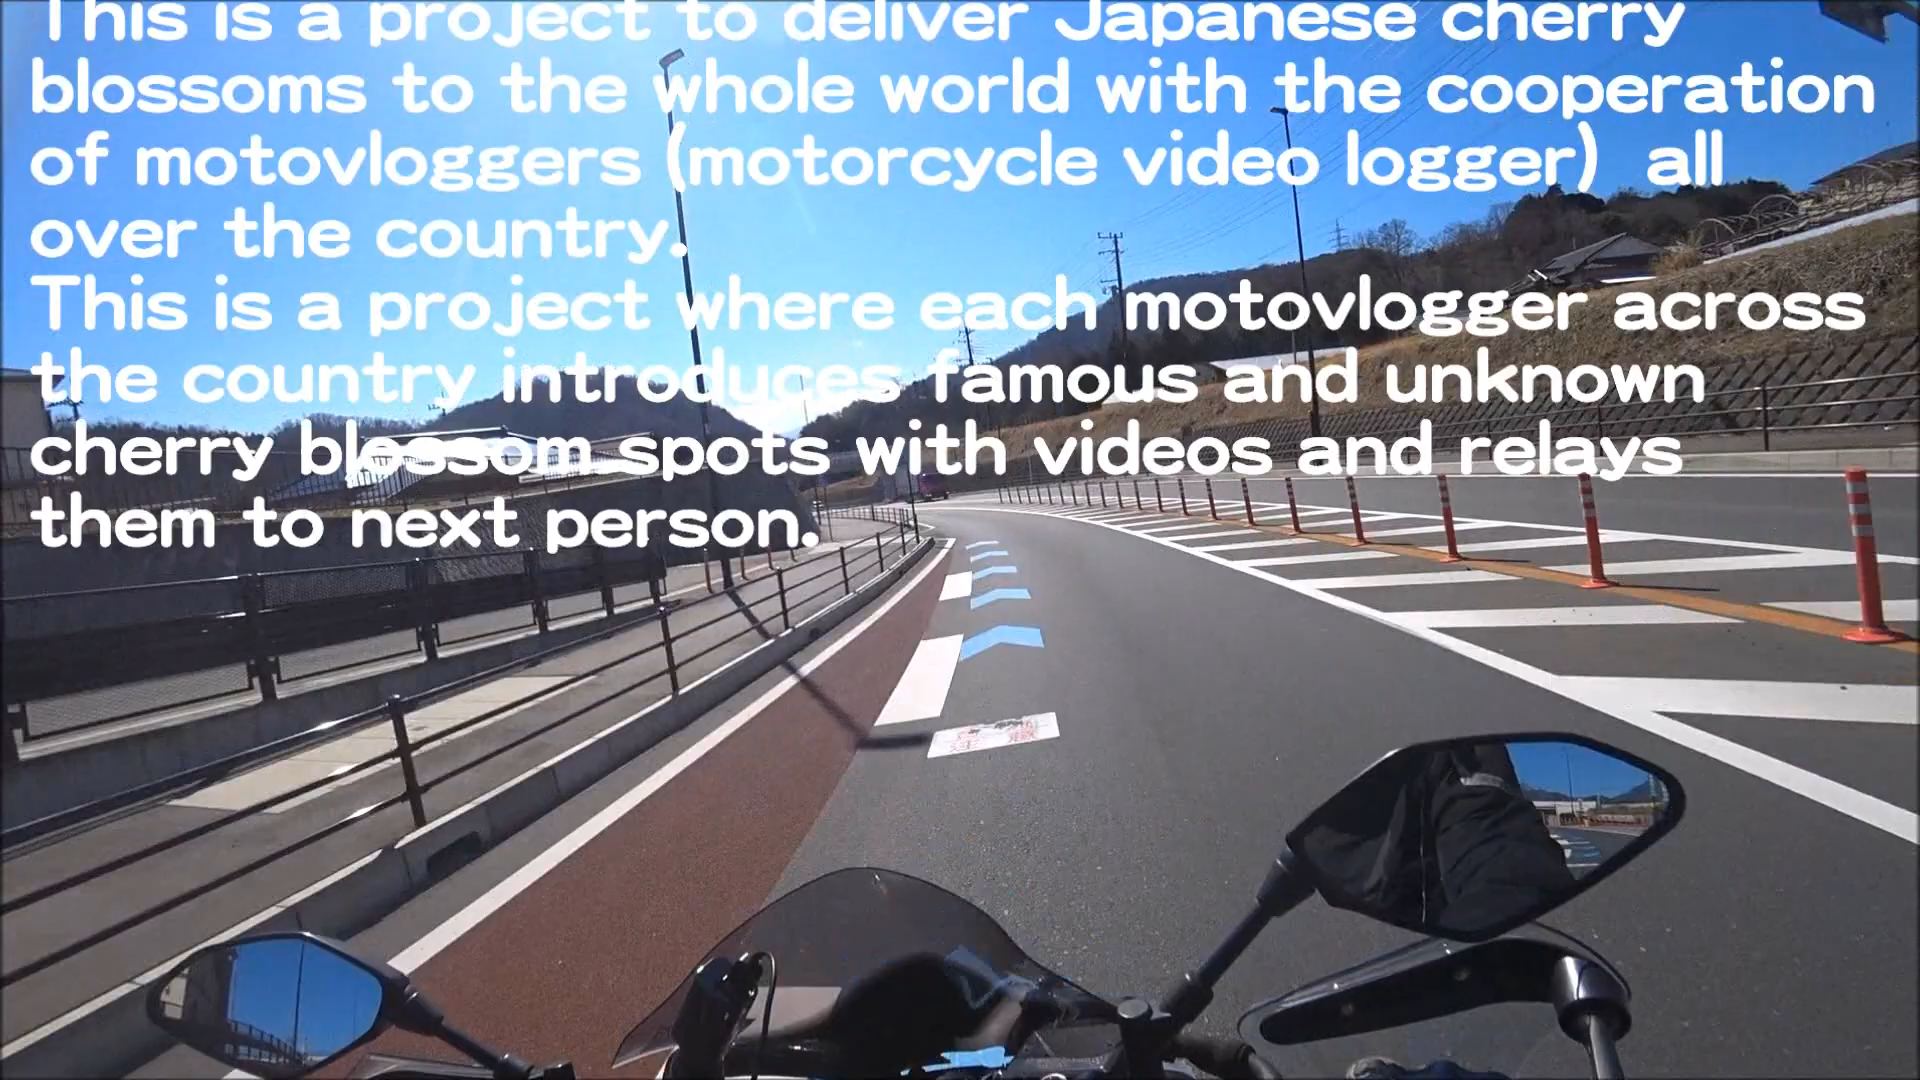 This is a project to deliver Japanese cherry
blossoms to the whole world with the cooperation
of motovloggers (motorcycle video logger) all
over the country.
This is a project where each motovlogger across
the country introduces famous and unknown
cherry blossom spots with videos and relays
them to next person.